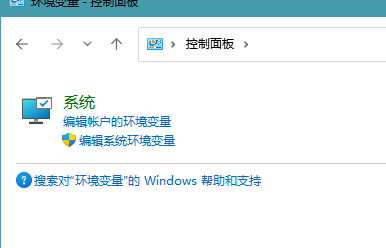 环境变量 - 控制面板
控制面板
系统
编辑帐户的环境变量
编辑系统环境变量
搜索对"环境变量"的 Windows 帮助和支持